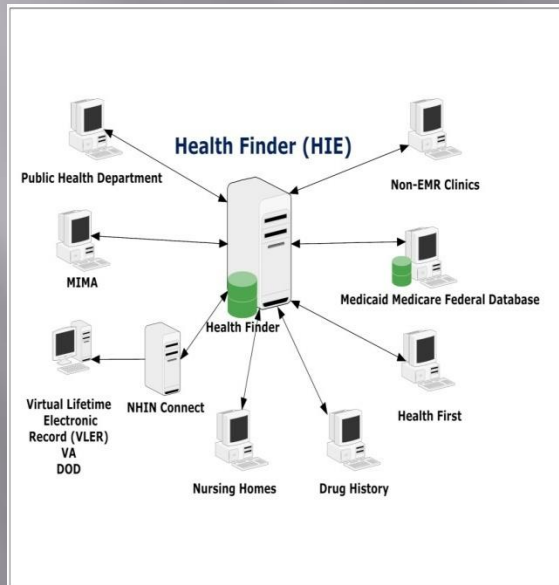 Health Finder (HIE)
Public Health Department
Non-EMR Clinics
MIMA
Medicaid Medicare Federal Database
Health Finder
Virtual Lifetime
Electronic
Record (VLER)
VA
DOD
NHIN Connect
Health First
Nursing Homes
Drug History